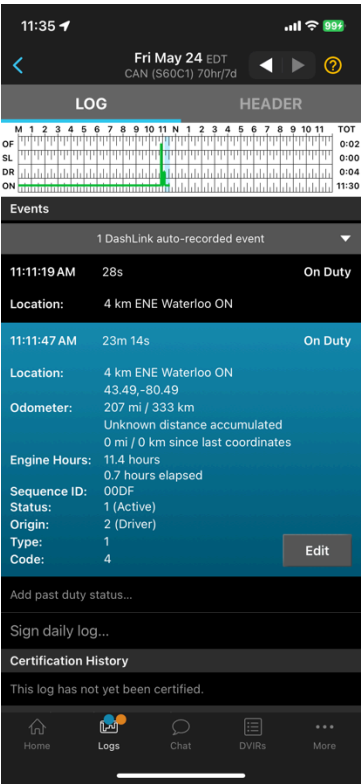 11:35
99
Fri May 24 EDT
CAN (S60C1) 70hr/7d
?
LOG HEADER
M 1 2 3 4 5 6 7 8 9 10 11 N 1 2 3 4 5 6 7 8 9 10 11 TOT
OF 0:02
SL 0:00
DR 0:04
ON 11:30
Events
1 DashLink auto-recorded event
11:11:19 AM 28s On Duty
Location: 4 km ENE Waterloo ON
11:11:47 AM 23m 14s On Duty
Location: 4 km ENE Waterloo ON
43.49,-80.49
Odometer: 207 mi / 333 km
Unknown distance accumulated
0 mi / 0 km since last coordinates
Engine Hours: 11.4 hours
0.7 hours elapsed
Sequence ID: 00DF
Status: 1 (Active)
Origin: 2 (Driver)
Type: 1
Code: 4
Edit
Add past duty status...
Sign daily log...
Certification History
This log has not yet been certified.
Home Logs Chat DVIRs More